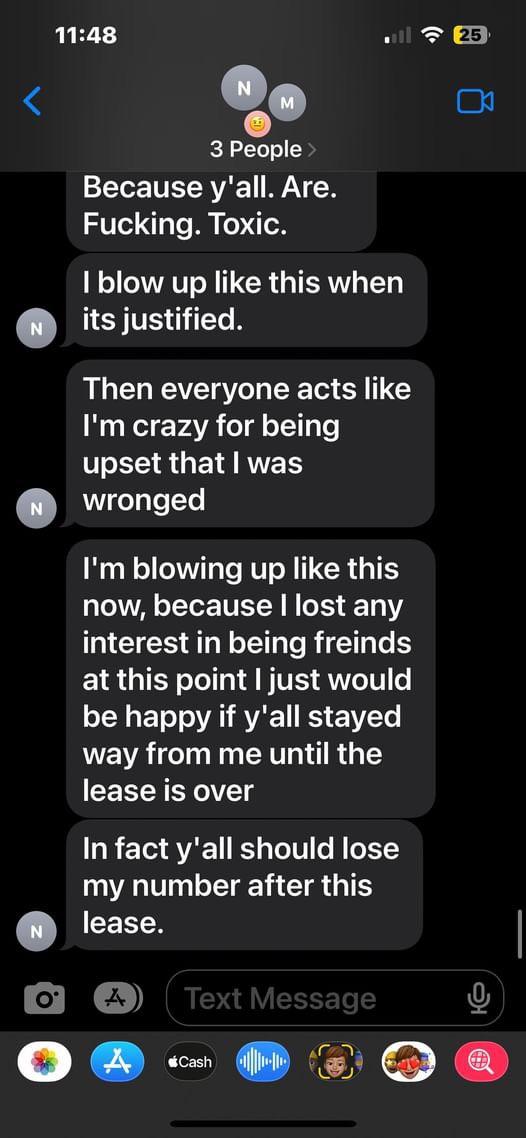 11:48
25
N
M
3 People >
Because y'all. Are.
Fucking. Toxic.
I blow up like this when
its justified.
N
Then everyone acts like
I'm crazy for being
upset that I was
wronged
N
I'm blowing up like this
now, because I lost any
interest in being freinds
at this point I just would
be happy if y'all stayed
way from me until the
lease is over
In fact y'all should lose
my number after this
lease.
N
Text Message
Cash